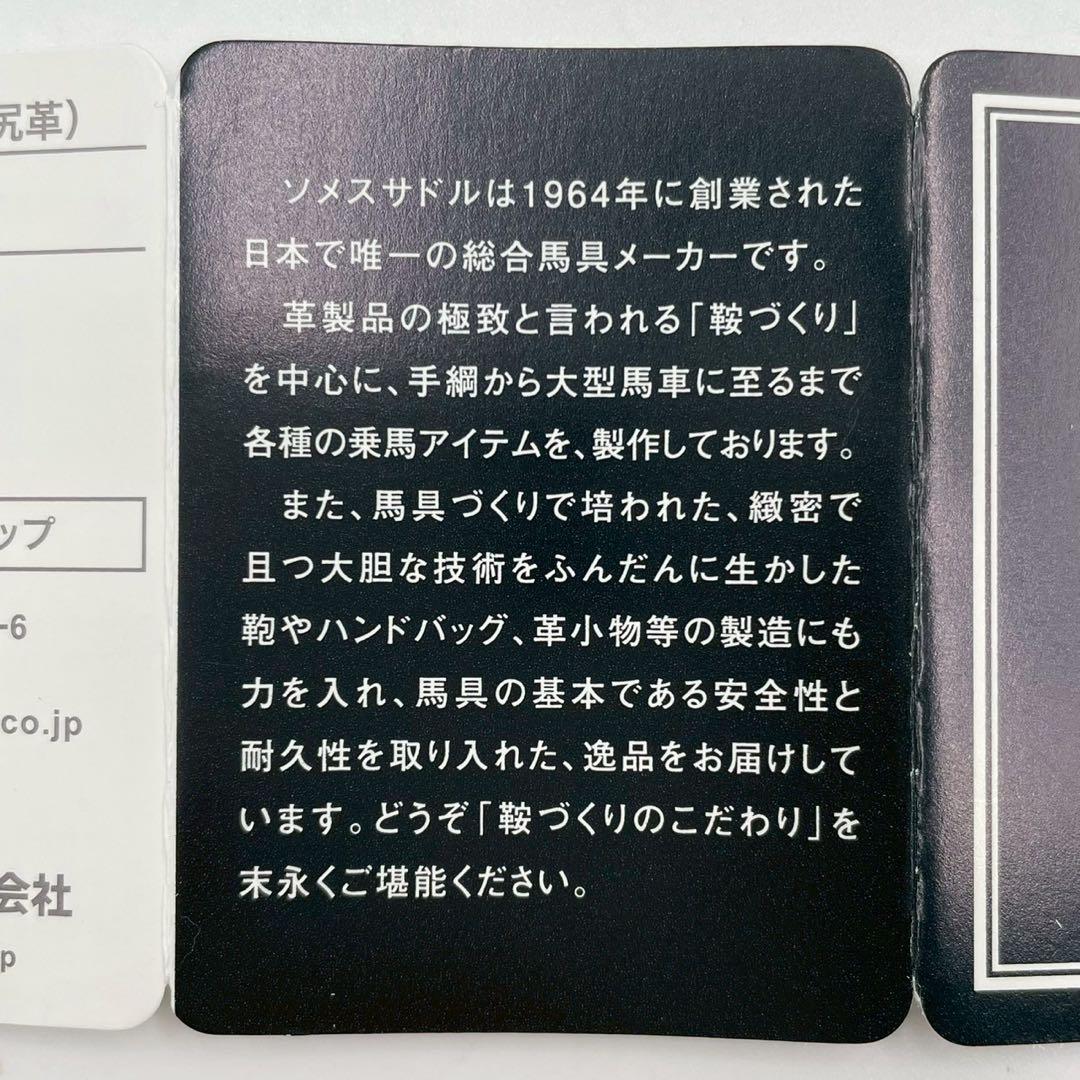 尻革)
ップ
-6
co.jp
会社
p
ソメスサドルは1964年に創業された
日本で唯一の総合馬具メーカーです。
革製品の極致と言われる「鞍づくり」
を中心に、手綱から大型馬車に至るまで
各種の乗馬アイテムを、製作しております。
また、馬具づくりで培われた、緻密で
且つ大胆な技術をふんだんに生かした
鞄やハンドバッグ、革小物等の製造にも
力を入れ、馬具の基本である安全性と
耐久性を取り入れた、逸品をお届けして
います。どうぞ「鞍づくりのこだわり」を
末永くご堪能ください。